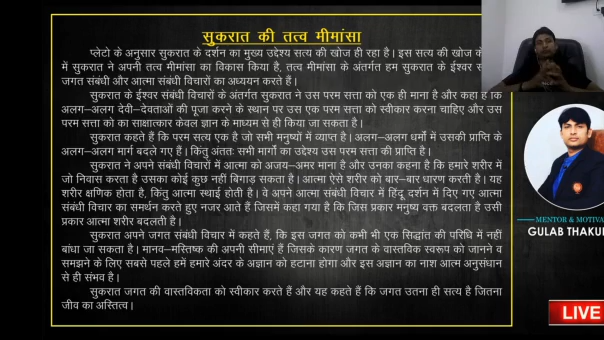 सुकरात की तत्व मीमांसा
प्लेटो के अनुसार सुकरात के दर्शन का मुख्य उद्देश्य सत्य की खोज ही रहा है। इस सत्य की खोज
में सुकरात ने अपनी तत्व मीमांसा का विकास किया है, तत्व मीमांसा के अंतर्गत हम सुकरात के ईश्वर
जगत संबंधी और आत्मा संबंधी विचारों का अध्ययन करते हैं।
सुकरात के ईश्वर संबंधी विचारों के अंतर्गत सुकरात ने उस परम सत्ता को एक ही माना है और कहा है कि
अलग-अलग देवी-देवताओं की पूजा करने के स्थान पर उस एक परम सत्ता को स्वीकार करना चाहिए और उस
परम सत्ता को का साक्षात्कार केवल ज्ञान के माध्यम से ही किया जा सकता है।
सुकरात कहते हैं कि परम सत्य एक है जो सभी मनुष्यों में व्याप्त है। अलग-अलग धर्मो में उसकी प्राप्ति के
अलग-अलग मार्ग बदले गए हैं। किंतु अंततः सभी मार्गो का उद्देश्य उस परम सत्ता की प्राप्ति है।
सुकरात ने अपने संबंधी विचारों में आत्मा को अजय-अमर माना है और उनका कहना है कि हमारे शरीर में
जो निवास करता है उसका कोई कुछ नहीं बिगाड सकता है। आत्मा ऐसे शरीर को बार-बार धारण करती है। यह
शरीर क्षणिक होता है, किंतु आत्मा स्थाई होती है। वे अपने आत्मा संबंधी विचार में हिंदू दर्शन में दिए गए आत्मा
संबंधी विचार का समर्थन करते हुए नजर आते हैं जिसमें कहा गया है कि जिस प्रकार मनुष्य वक्त बदलता है उसी
प्रकार आत्मा शरीर बदलती है।
सुकरात अपने जगत संबंधी विचार में कहते हैं, कि इस जगत को कभी भी एक सिद्धांत की परिधि में नहीं
बांधा जा सकता है। मानव-मस्तिष्क की अपनी सीमाएं हैं जिसके कारण जगत के वास्तविक स्वरूप को जानने व
समझने के लिए सबसे पहले हमें हमारे अंदर के अज्ञान को हटाना होगा और इस अज्ञान का नाश आत्म अनुसंधान
से ही संभव है।
सुकरात जगत की वास्तविकता को स्वीकार करते हैं और यह कहते हैं कि जगत उतना ही सत्य है जितना
जीव का अस्तित्व।
MENTOR & MOTIVA
GULAB THAKU
LIVE